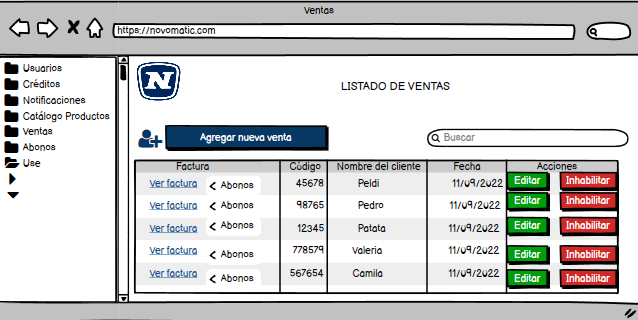 Ventas
https://novomatic.com
Usuarios
Créditos
Notificaciones
Catálogo Productos
Ventas
Abonos
Use
N
LISTADO DE VENTAS
Agregar nueva venta
Buscar
Factura Código Nombre del cliente Fecha Acciones
Ver factura < Abonos 45678 Peldi 11/09/2022 Editar Inhabilitar
Ver factura < Abonos 98765 Pedro 11/09/2022 Editar Inhabilitar
Ver factura < Abonos 12345 Patata 11/09/2022 Editar Inhabilitar
Ver factura < Abonos 778579 Valeria 11/09/2022 Editar Inhabilitar
Ver factura < Abonos 567654 Camila 11/09/2022 Editar Inhabilitar